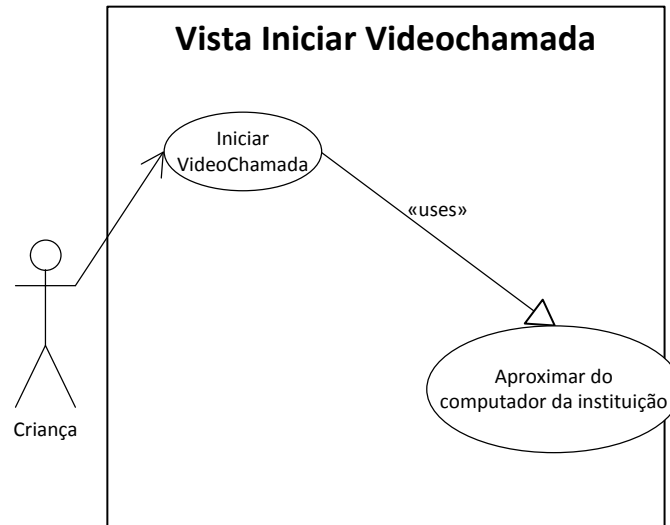 Vista Iniciar Videochamada
Iniciar
VideoChamada
«uses»
Aproximar do
computador da instituição
Criança